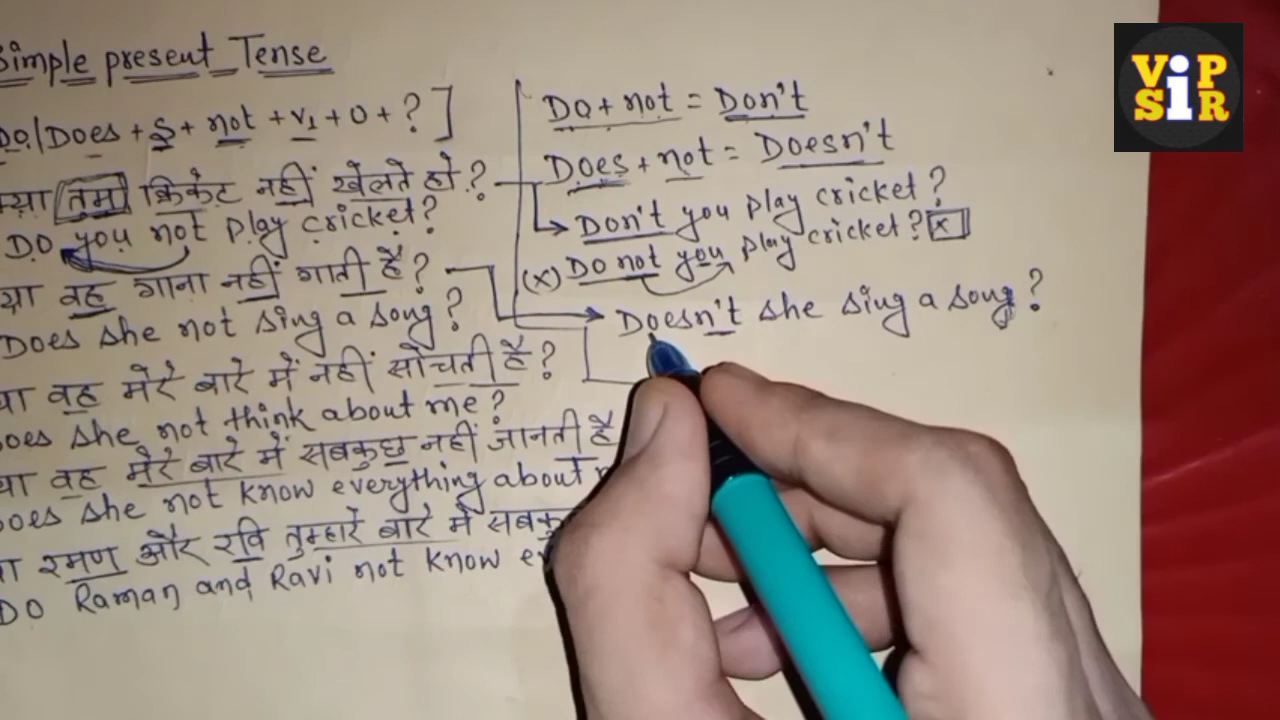 Simple present Tense
Do/Does + S + not + V1 + O + ? ]
क्या तुम क्रिकेट नहीं खेलते हो?
Do you not play cricket?
क्या वह गाना नहीं गाती है?
Does she not sing a song?
क्या वह मेरे बारे में नहीं सोचती है?
Does she not think about me?
क्या वह मेरे बारे में सबकुछ नहीं जानती है
Does she not know everything about
क्या रमण और रवि तुम्हारे बारे में
Do Raman and Ravi not know
Do + not = Don't
Does + not = Doesn't
Don't you play cricket?
(x) Do not you play cricket? x
Doesn't she sing a song?
ViP
SiR